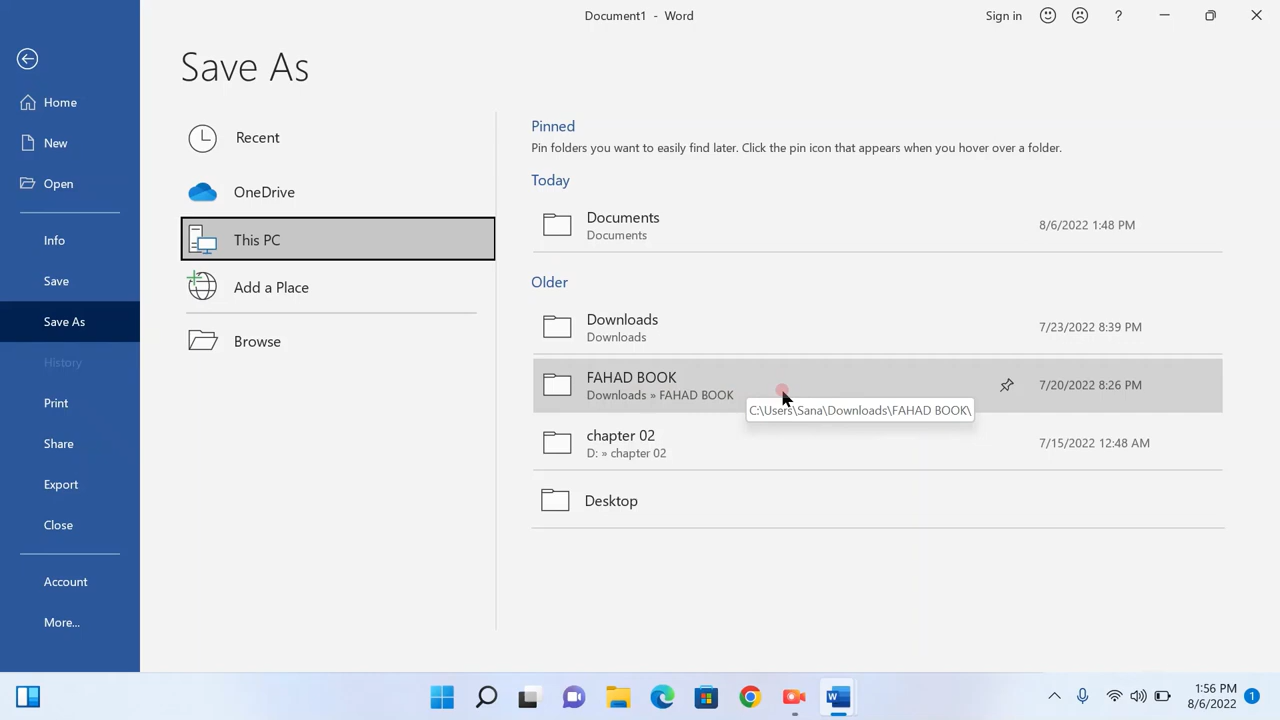 Document1 - Word
Sign in
?
Home
New
Open
Info
Save
Save As
History
Print
Share
Export
Close
Account
More...
Save As
Recent
OneDrive
This PC
Add a Place
Browse
Pinned
Pin folders you want to easily find later. Click the pin icon that appears when you hover over a folder.
Today
Documents
Documents
8/6/2022 1:48 PM
Older
Downloads
Downloads
7/23/2022 8:39 PM
FAHAD BOOK
Downloads » FAHAD BOOK
7/20/2022 8:26 PM
C:\Users\Sana\Downloads\FAHAD BOOK\
chapter 02
D: » chapter 02
7/15/2022 12:48 AM
Desktop
1:56 PM
8/6/2022
1